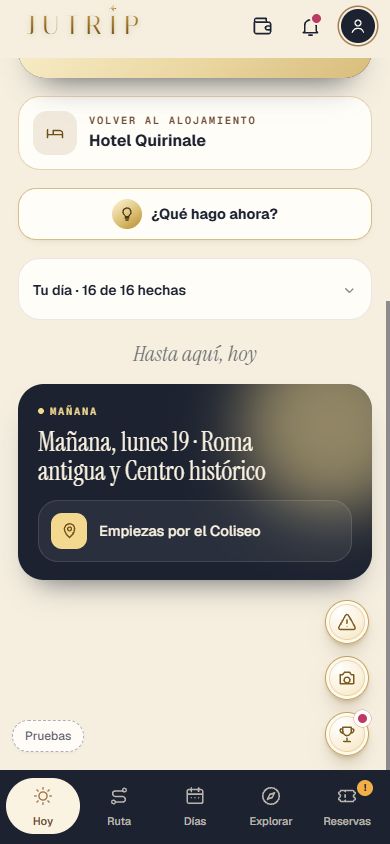 JUTRIP
VOLVER AL ALOJAMIENTO
Hotel Quirinale
¿Qué hago ahora?
Tu día · 16 de 16 hechas
Hasta aquí, hoy
MAÑANA
Mañana, lunes 19 · Roma
antigua y Centro histórico
Empiezas por el Coliseo
Pruebas
!
Hoy
Ruta
Días
Explorar
Reservas